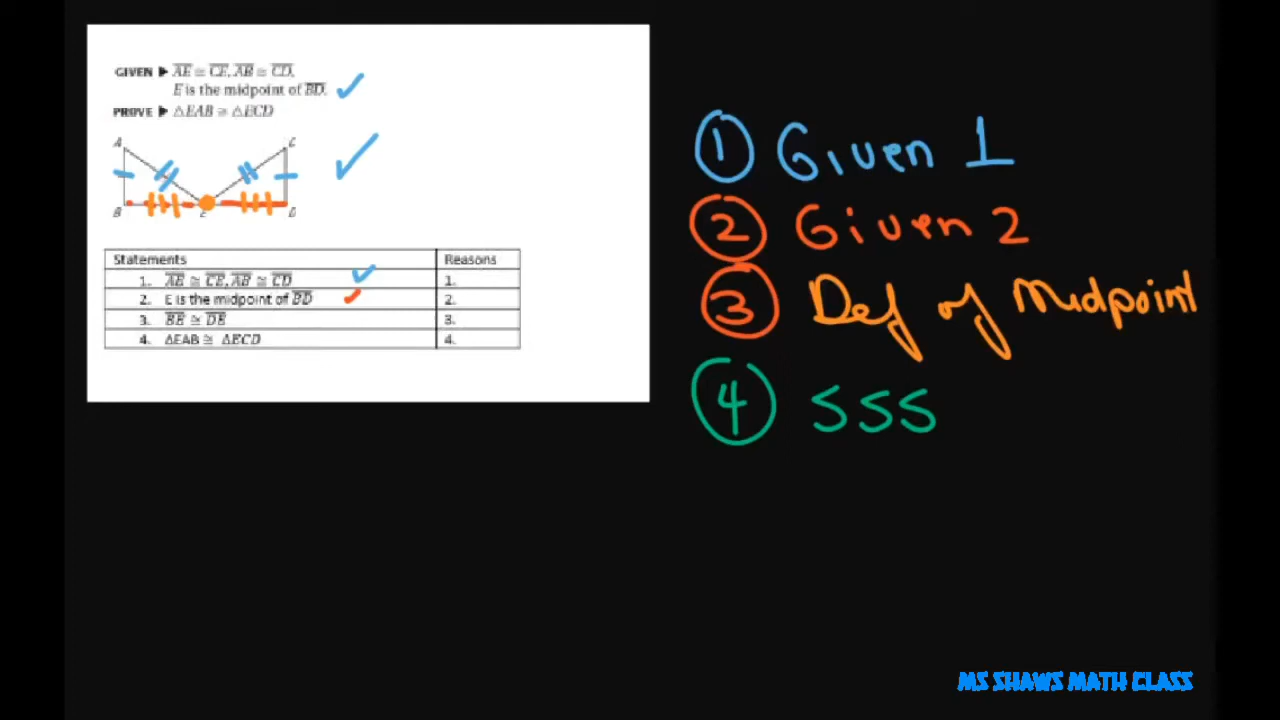 GIVEN ▶ AE ≅ CE, AB ≅ CD,
E is the midpoint of BD.
PROVE ▶ △EAB ≅ △ECD
A C
B E D
Statements Reasons
1. AE ≅ CE, AB ≅ CD 1.
2. E is the midpoint of BD 2.
3. BE ≅ DE 3.
4. △EAB ≅ △ECD 4.
① Given 1
② Given 2
③ Def of Midpoint
④ SSS
MS SHAWS MATH CLASS